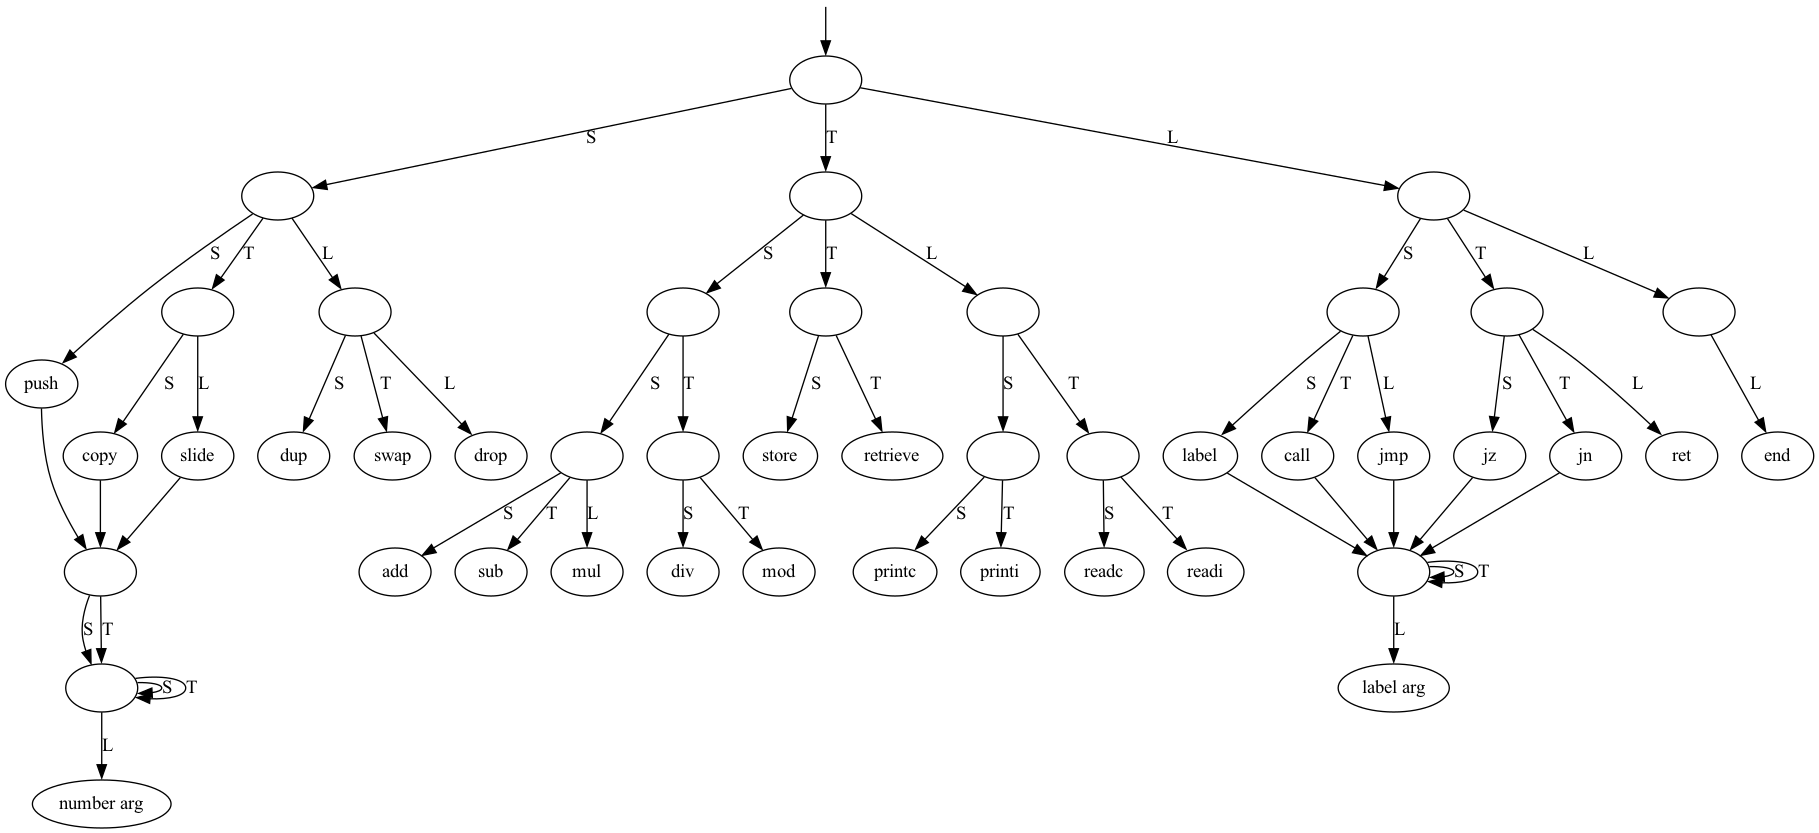 S T L
S T L S T L S T L
push S L S T L S T S T S T S T L S T L L
copy slide dup swap drop store retrieve label call jmp jz jn ret end
S T L S T S T S T
add sub mul div mod printc printi readc readi S T
S T L
S T label arg
L
number arg